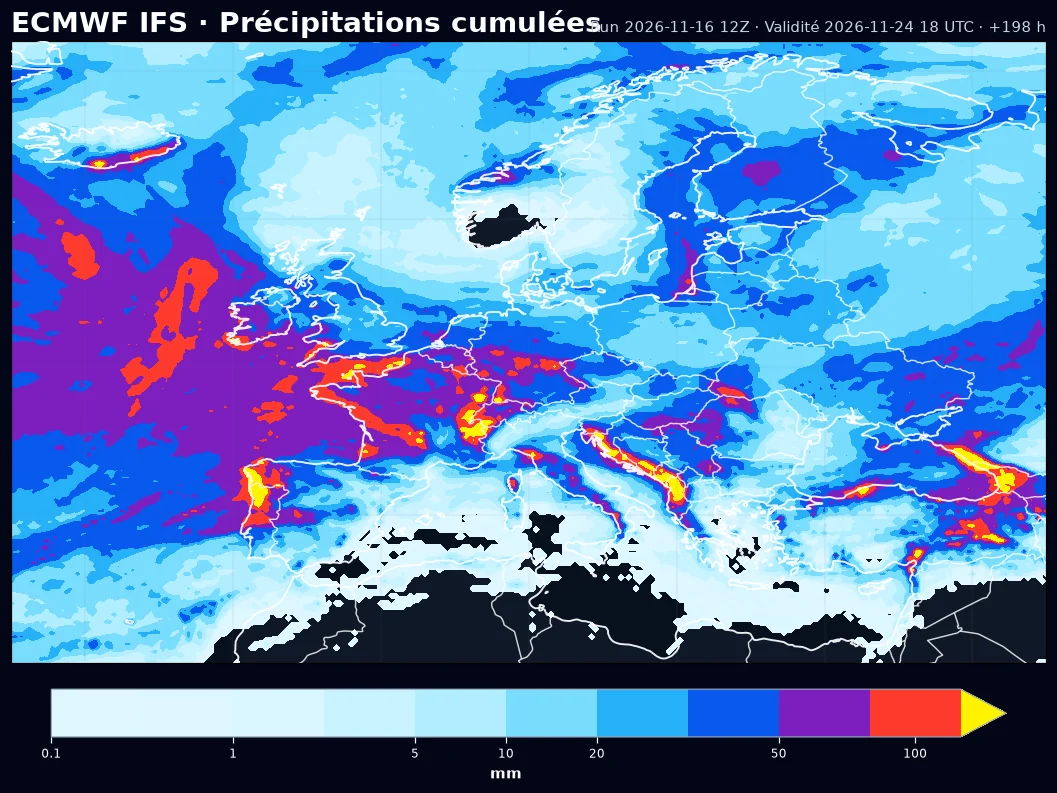 ECMWF IFS · Précipitations cumulées
Run 2026-11-16 12Z · Validité 2026-11-24 18 UTC · +198 h
0.1 1 5 10 20 50 100
mm